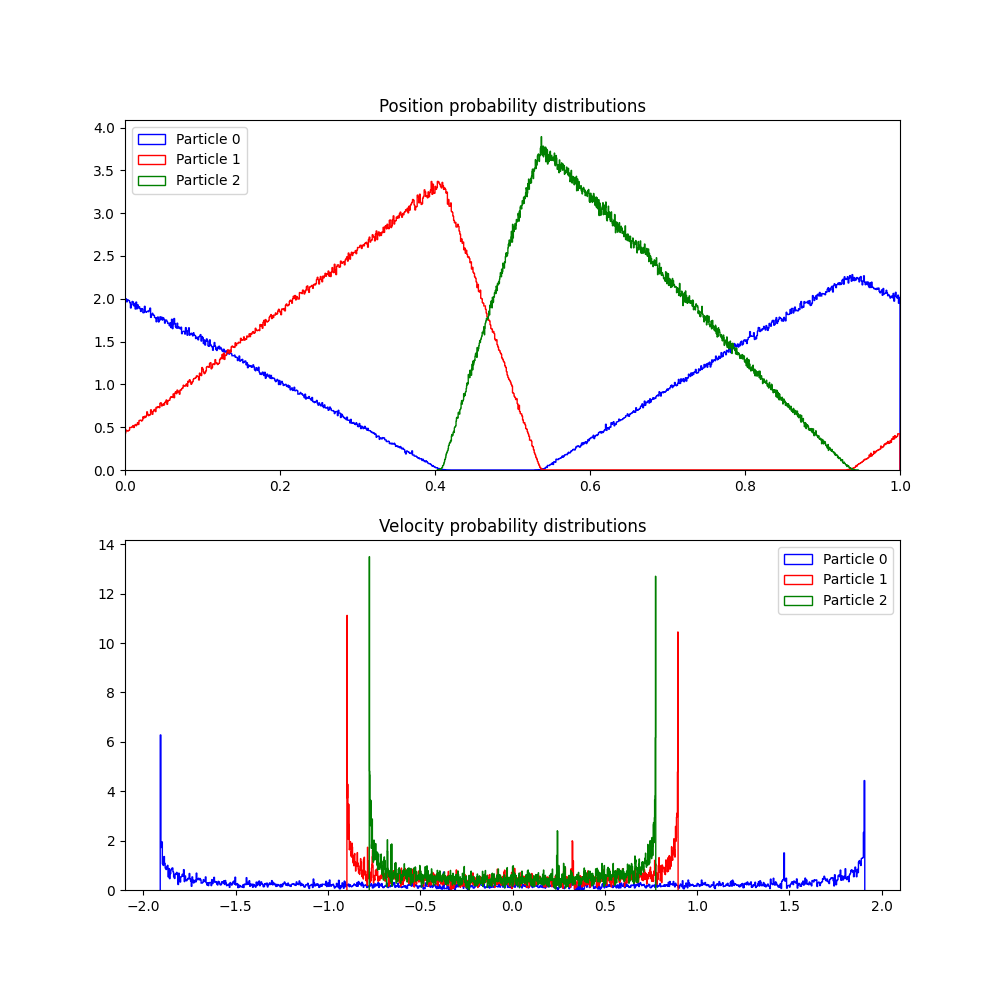 Position probability distributions
4.0
3.5
3.0
2.5
2.0
1.5
1.0
0.5
0.0
Particle 0
Particle 1
Particle 2
0.0 0.2 0.4 0.6 0.8 1.0
Velocity probability distributions
14
12
10
8
6
4
2
0
Particle 0
Particle 1
Particle 2
−2.0 −1.5 −1.0 −0.5 0.0 0.5 1.0 1.5 2.0